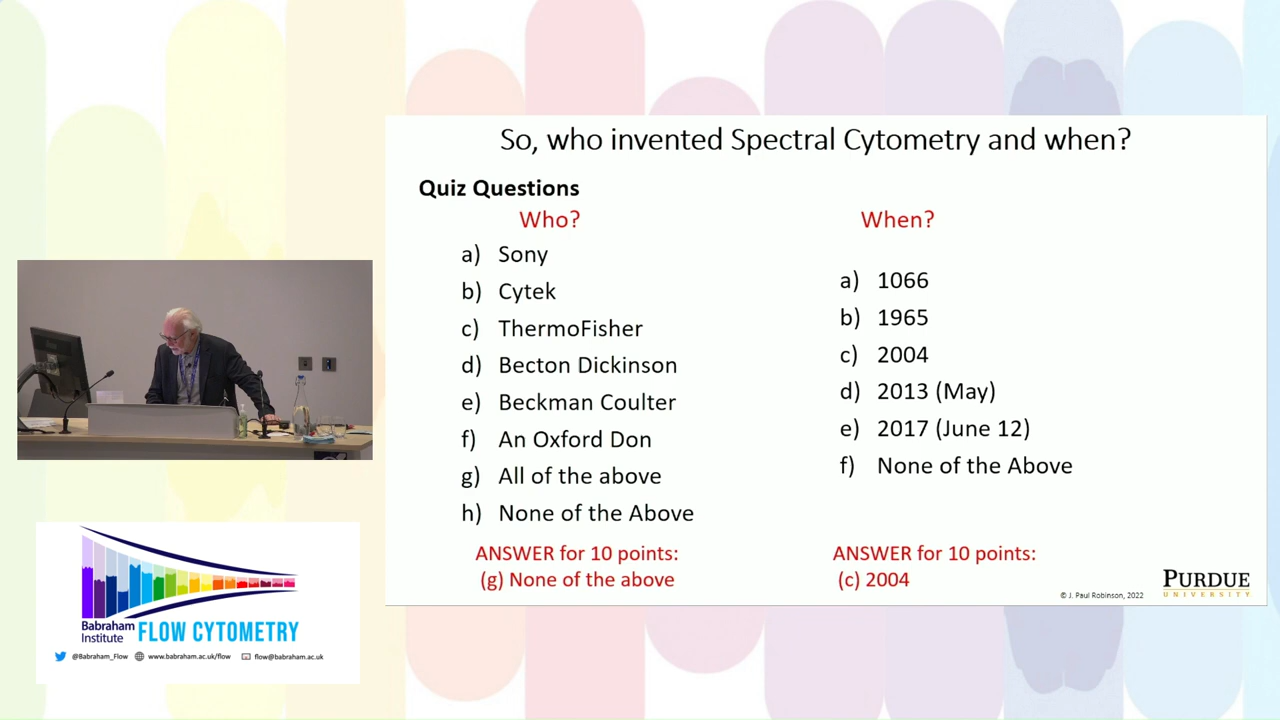 So, who invented Spectral Cytometry and when?
Quiz Questions
Who?
a) Sony
b) Cytek
c) ThermoFisher
d) Becton Dickinson
e) Beckman Coulter
f) An Oxford Don
g) All of the above
h) None of the Above
ANSWER for 10 points:
(g) None of the above
When?
a) 1066
b) 1965
c) 2004
d) 2013 (May)
e) 2017 (June 12)
f) None of the Above
ANSWER for 10 points:
(c) 2004
© J. Paul Robinson, 2022
PURDUE
UNIVERSITY
Babraham
Institute
FLOW CYTOMETRY
@Babraham_Flow www.babraham.ac.uk/flow flow@babraham.ac.uk